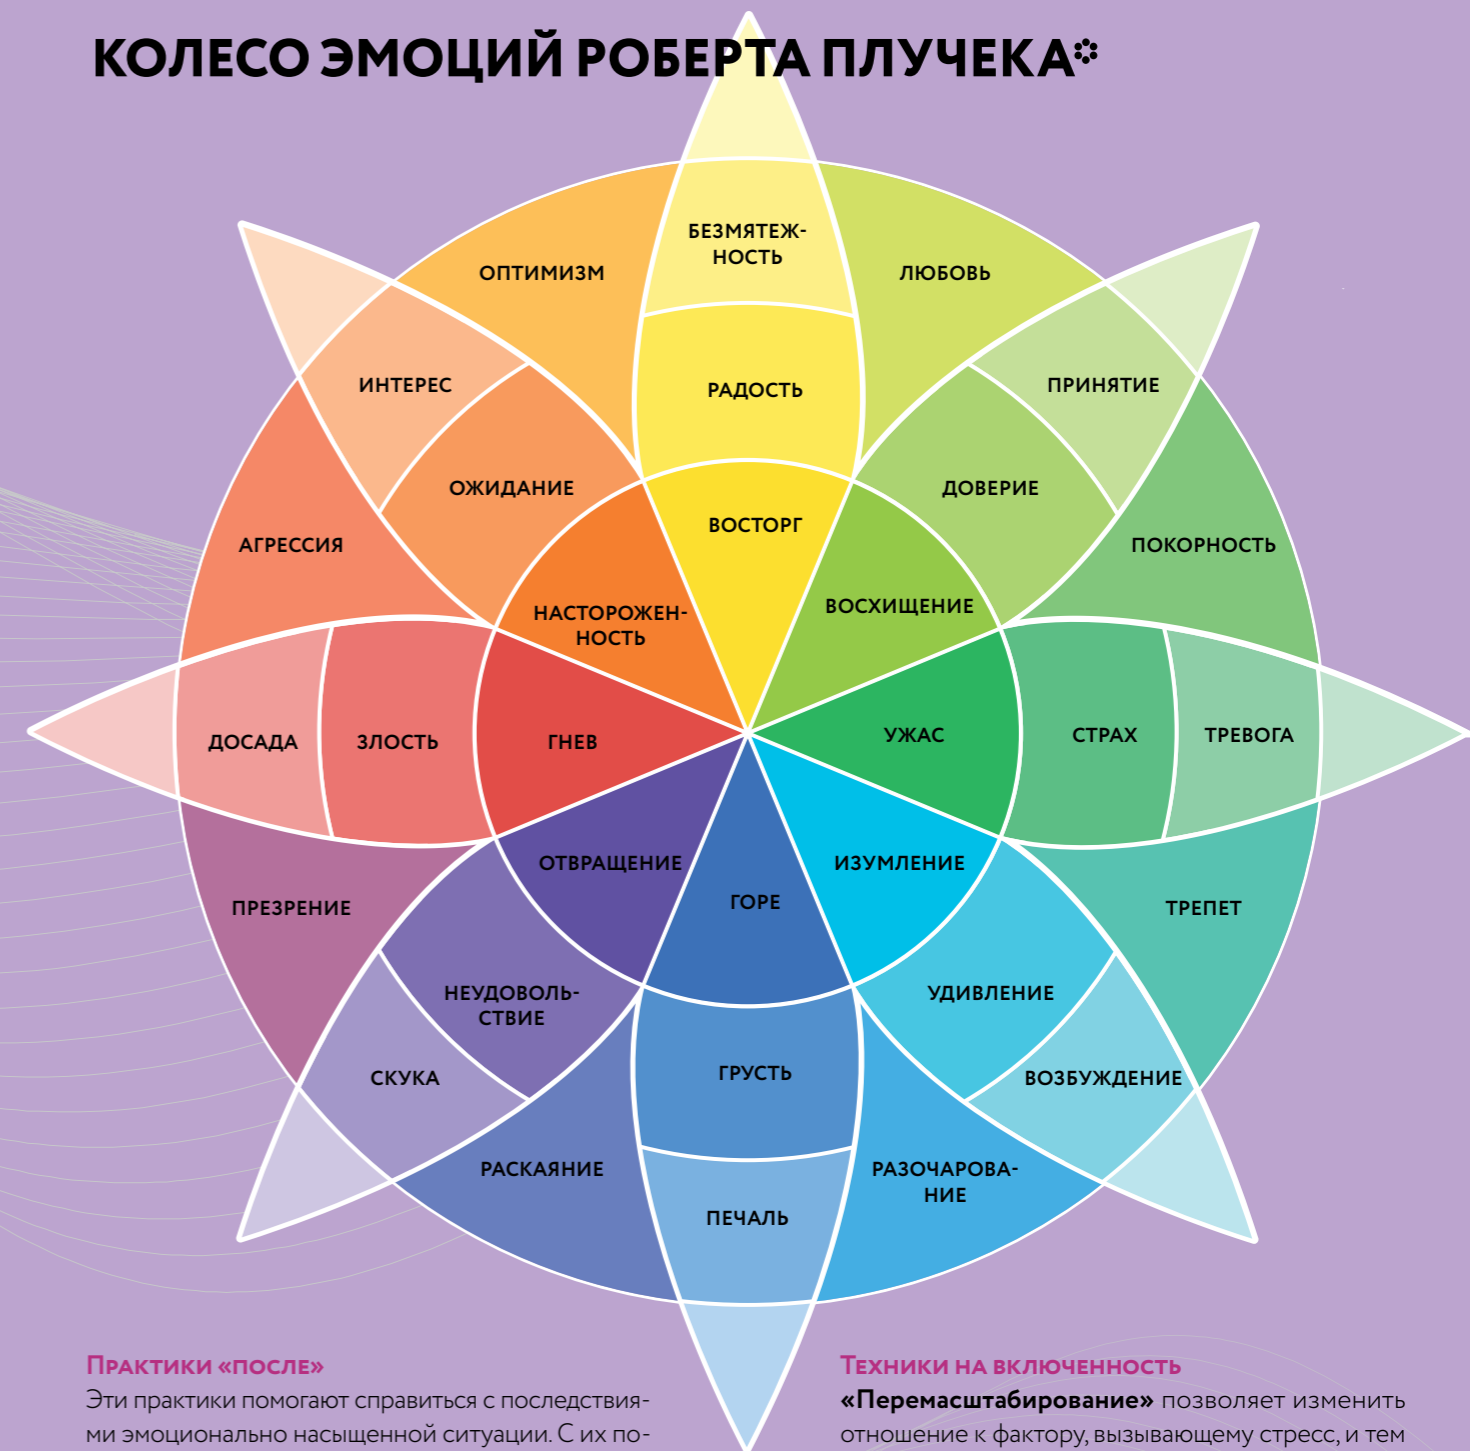 КОЛЕСО ЭМОЦИЙ РОБЕРТА ПЛУЧЕКА
БЕЗМЯТЕЖ-
НОСТЬ
ОПТИМИЗМ
ЛЮБОВЬ
ИНТЕРЕС
РАДОСТЬ
ПРИНЯТИЕ
ОЖИДАНИЕ
ДОВЕРИЕ
АГРЕССИЯ
ВОСТОРГ
ПОКОРНОСТЬ
НАСТОРОЖЕН-
НОСТЬ
ВОСХИЩЕНИЕ
ДОСАДА
ЗЛОСТЬ
ГНЕВ
УЖАС
СТРАХ
ТРЕВОГА
ОТВРАЩЕНИЕ
ИЗУМЛЕНИЕ
ГОРЕ
ПРЕЗРЕНИЕ
ТРЕПЕТ
НЕУДОВОЛЬ-
СТВИЕ
УДИВЛЕНИЕ
СКУКА
ГРУСТЬ
ВОЗБУЖДЕНИЕ
РАСКАЯНИЕ
РАЗОЧАРОВА-
НИЕ
ПЕЧАЛЬ
ПРАКТИКИ «ПОСЛЕ»
Эти практики помогают справиться с последствия-
ми эмоционально насыщенной ситуации. С их по-
ТЕХНИКИ НА ВКЛЮЧЕННОСТЬ
«Перемасштабирование» позволяет изменить
отношение к фактору, вызывающему стресс, и тем